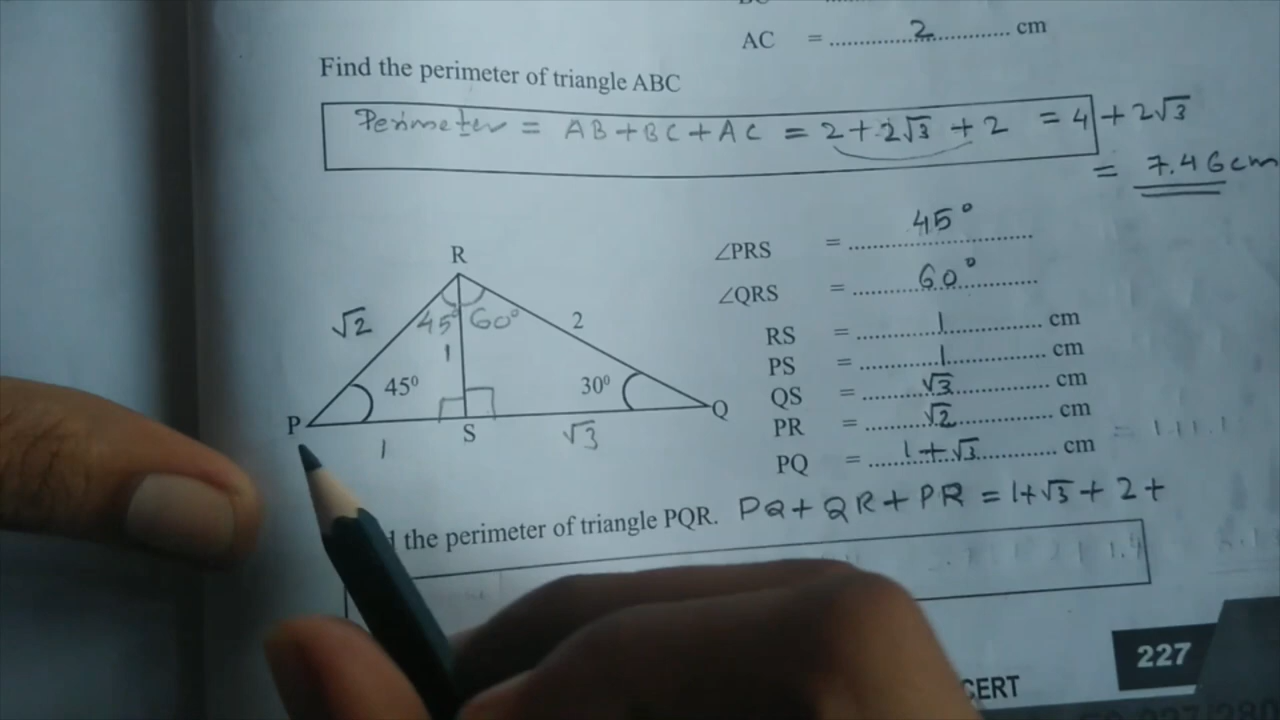 AC = ............2............ cm
Find the perimeter of triangle ABC
Perimeter = AB+BC+AC = 2+2√3+2 = 4+2√3
= 7.46cm
∠PRS = 45°
∠QRS = 60°
RS = 1 cm
PS = 1 cm
QS = √3 cm
PR = √2 cm
PQ = 1+√3 cm
R
√2
45° 60°
2
1
45°
30°
P
S
Q
1
√3
the perimeter of triangle PQR. PQ+QR+PR = 1+√3+2+
227
CERT